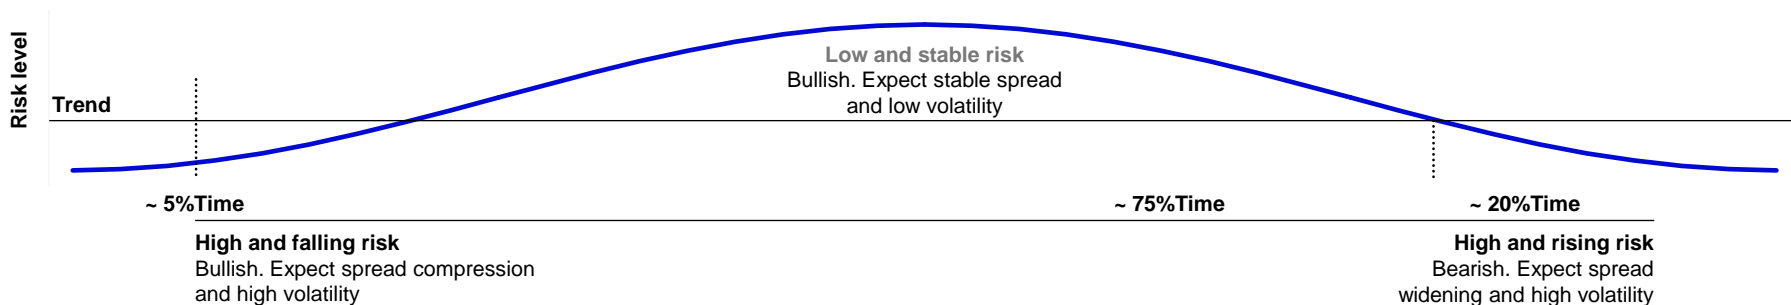 Risk level
Low and stable risk
Bullish. Expect stable spread
and low volatility
Trend
~ 5%Time
~ 75%Time
~ 20%Time
High and falling risk
Bullish. Expect spread compression
and high volatility
High and rising risk
Bearish. Expect spread
widening and high volatility